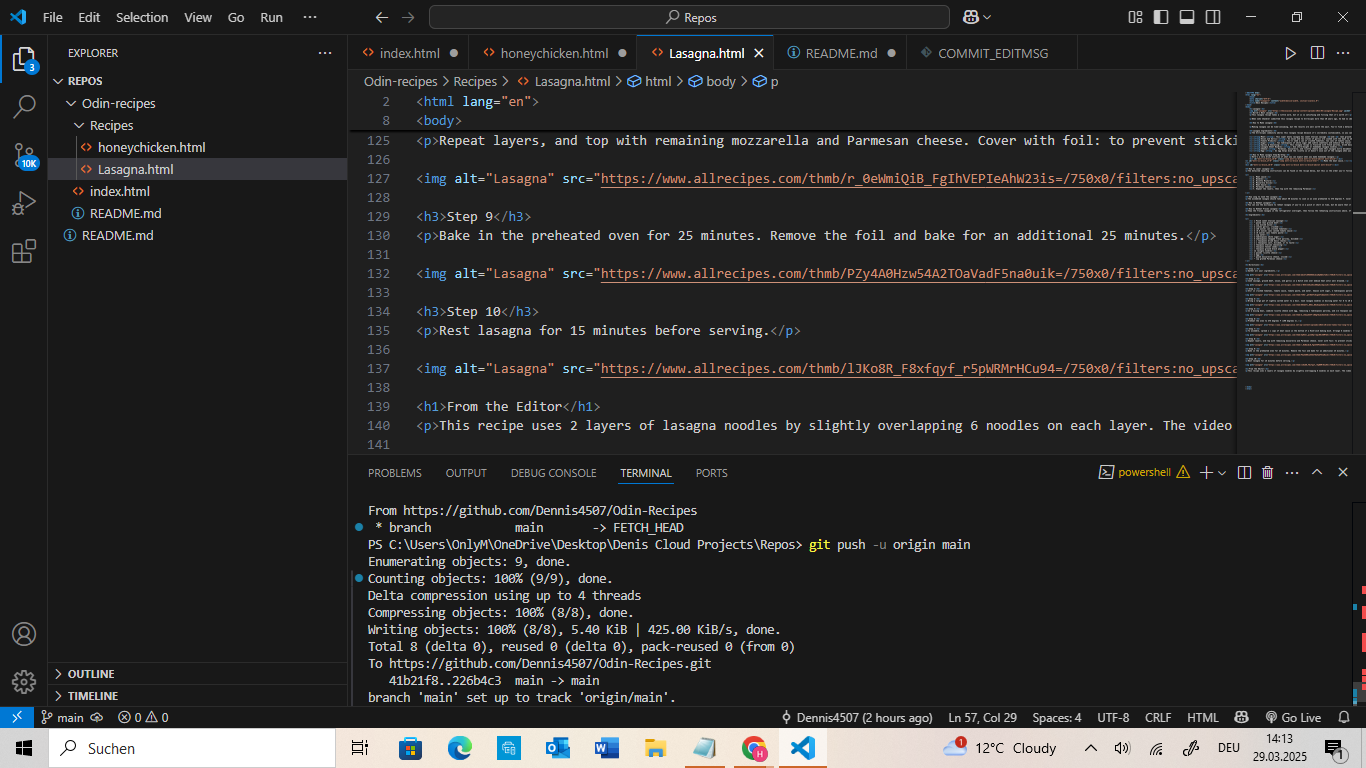 File Edit Selection View Go Run ··· Repos
EXPLORER ···
3
REPOS
Odin-recipes
Recipes
honeychicken.html
Lasagna.html
index.html
README.md
README.md
10K
OUTLINE
TIMELINE
index.html honeychicken.html Lasagna.html README.md COMMIT_EDITMSG
Odin-recipes > Recipes > Lasagna.html > html > body > p
2 <html lang="en">
8 <body>
125 <p>Repeat layers, and top with remaining mozzarella and Parmesan cheese. Cover with foil: to prevent sticki
126
127 <img alt="Lasagna" src="https://www.allrecipes.com/thmb/r_0eWmiQiB_FgIhVEPIeAhW23is=/750x0/filters:no_upsca
128
129 <h3>Step 9</h3>
130 <p>Bake in the preheted oven for 25 minutes. Remove the foil and bake for an additional 25 minutes.</p>
131
132 <img alt="Lasagna" src="https://www.allrecipes.com/thmb/PZy4A0Hzw54A2TOaVadF5na0uik=/750x0/filters:no_upsca
133
134 <h3>Step 10</h3>
135 <p>Rest lasagna for 15 minutes before serving.</p>
136
137 <img alt="Lasagna" src="https://www.allrecipes.com/thmb/lJKo8R_F8xfqyf_r5pWRMrHCu94=/750x0/filters:no_upsca
138
139 <h1>From the Editor</h1>
140 <p>This recipe uses 2 layers of lasagna noodles by slightly overlapping 6 noodles on each layer. The video
141
PROBLEMS OUTPUT DEBUG CONSOLE TERMINAL PORTS powershell
From https://github.com/Dennis4507/Odin-Recipes
* branch main -> FETCH_HEAD
PS C:\Users\OnlyM\OneDrive\Desktop\Denis Cloud Projects\Repos> git push -u origin main
Enumerating objects: 9, done.
Counting objects: 100% (9/9), done.
Delta compression using up to 4 threads
Compressing objects: 100% (8/8), done.
Writing objects: 100% (8/8), 5.40 KiB | 425.00 KiB/s, done.
Total 8 (delta 0), reused 0 (delta 0), pack-reused 0 (from 0)
To https://github.com/Dennis4507/Odin-Recipes.git
41b21f8..226b4c3 main -> main
branch 'main' set up to track 'origin/main'.
main 0 0 Dennis4507 (2 hours ago) Ln 57, Col 29 Spaces: 4 UTF-8 CRLF HTML Go Live
Suchen 1 12°C Cloudy DEU 14:13
29.03.2025 1